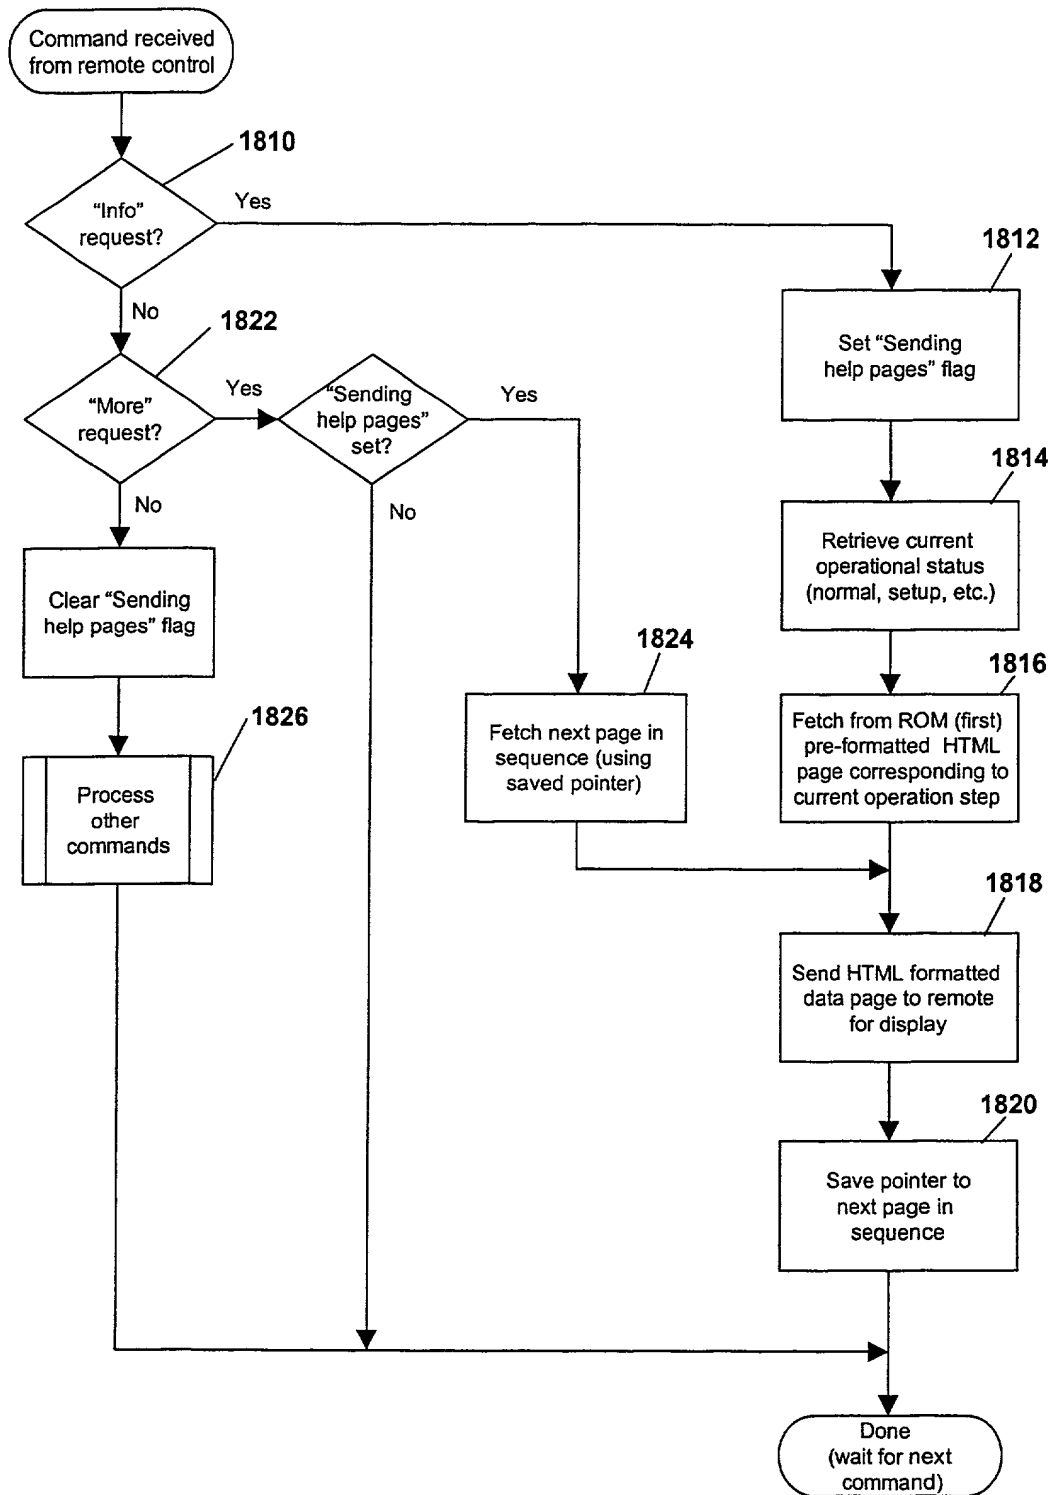 Command received
from remote control
1810
"Info"
request?
Yes
No
1812
Set "Sending
help pages" flag
1822
"More"
request?
Yes
"Sending
help pages"
set?
Yes
No
No
1814
Retrieve current
operational status
(normal, setup, etc.)
Clear "Sending
help pages" flag
1824
Fetch next page in
sequence (using
saved pointer)
1816
Fetch from ROM (first)
pre-formatted HTML
page corresponding to
current operation step
1826
Process
other
commands
1818
Send HTML formatted
data page to remote
for display
1820
Save pointer to
next page in
sequence
Done
(wait for next
command)